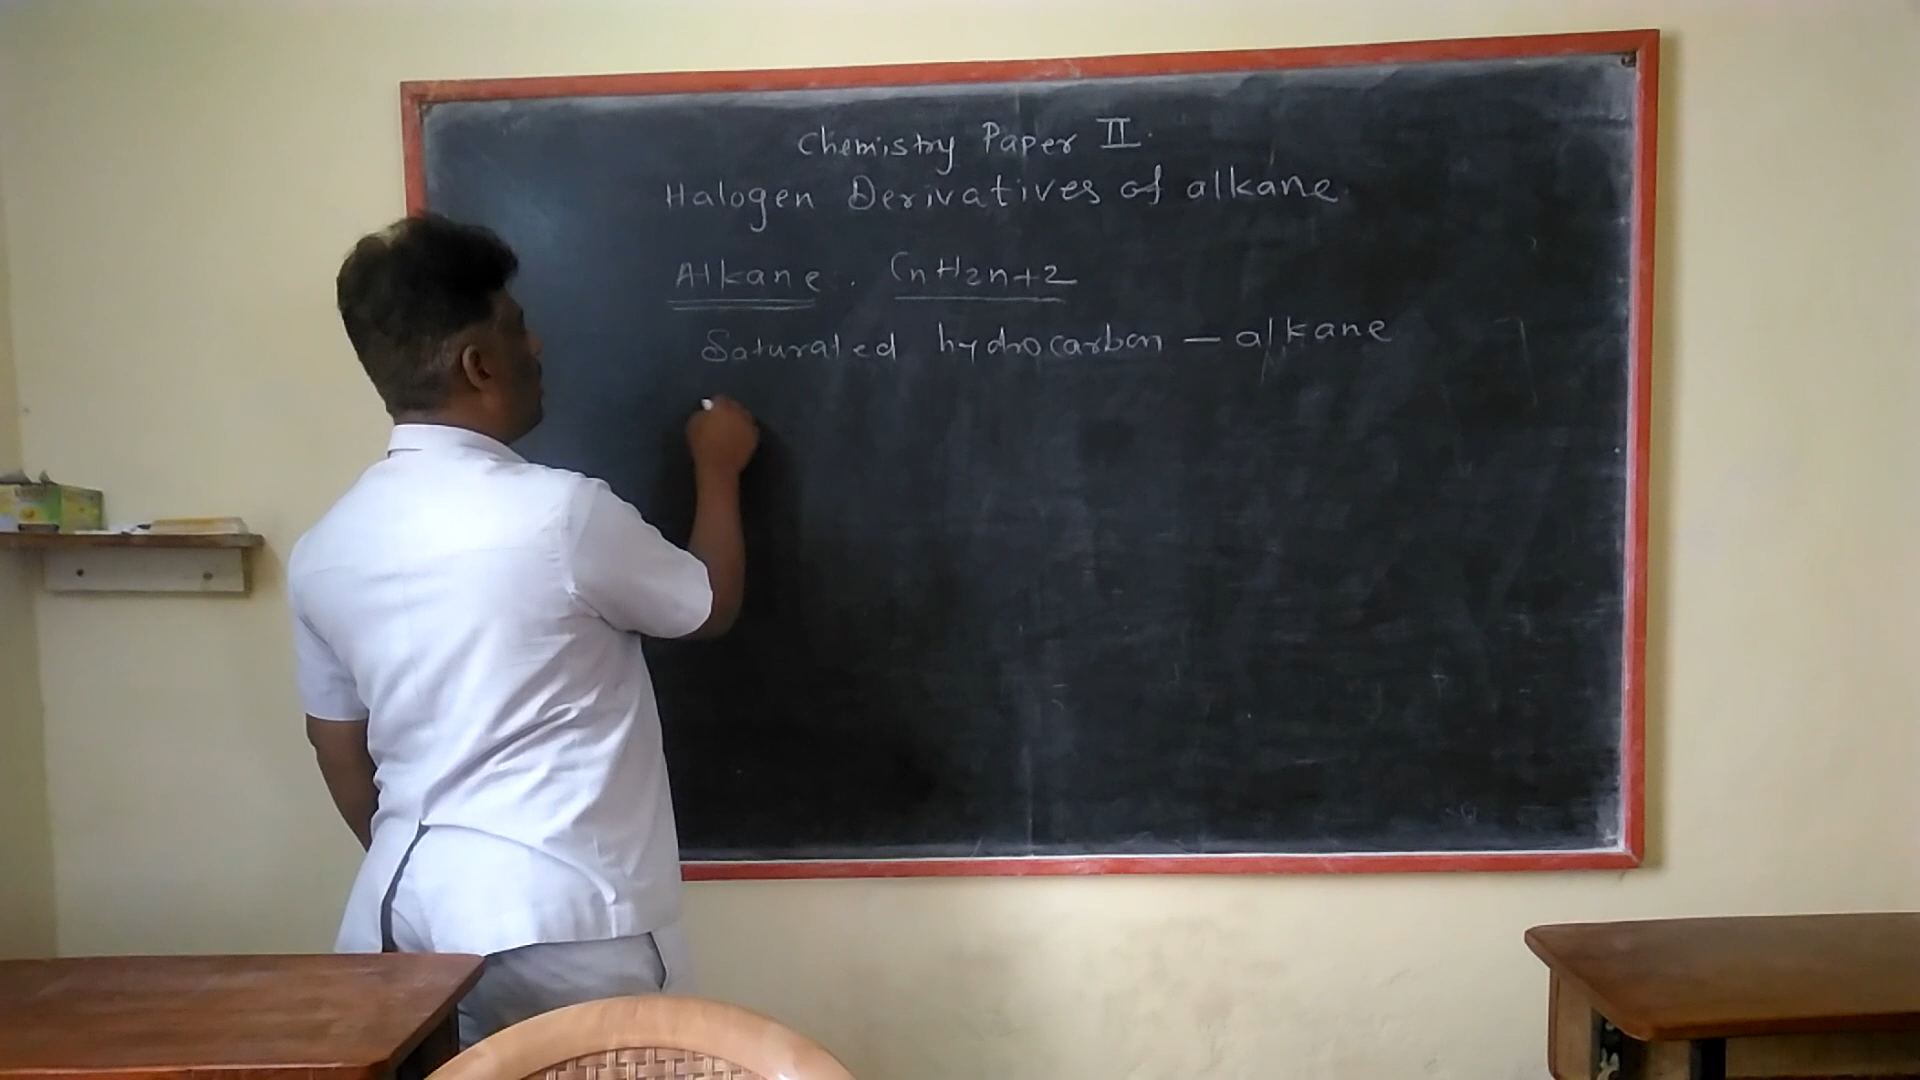 Chemistry Paper II.
Halogen Derivatives of alkane.
Alkane. CnH2n+2
Saturated hydrocarbon — alkane